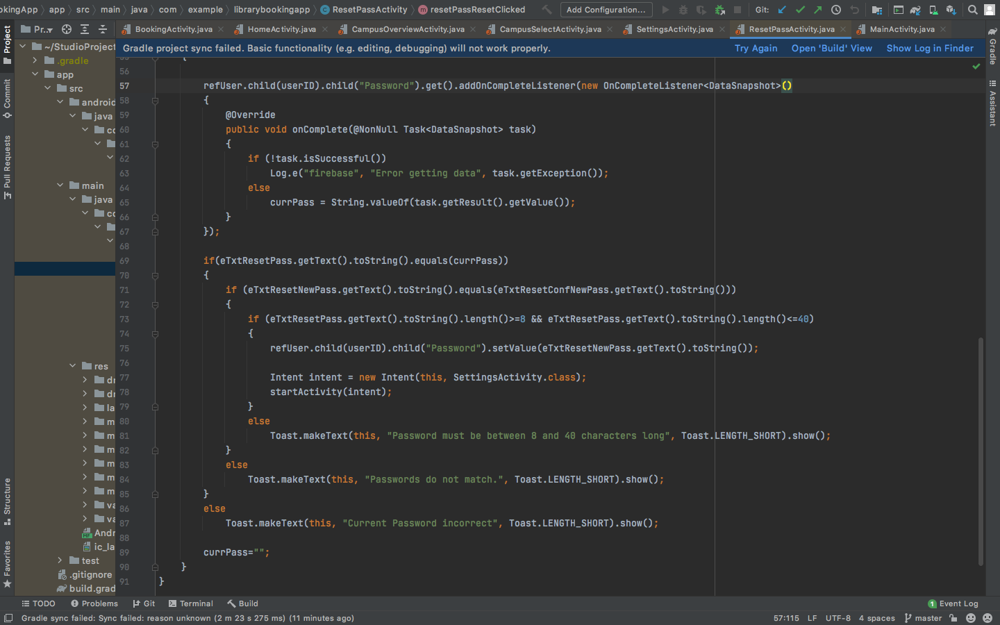 okingApp
app
src
main
java
com
example
librarybookingapp
ResetPassActivity
resetPassResetClicked
Add Configuration...
Git:
Pr..
BookingActivity.java
HomeActivity.java
CampusOverviewActivity.java
CampusSelectActivity.java
SettingsActivity.java
ResetPassActivity.java
MainActivity.java
Gradle project sync failed. Basic functionality (e.g. editing, debugging) will not work properly.
Try Again
Open 'Build' View
Show Log in Finder
Project
Commit
Pull Requests
Structure
Favorites
Gradle
Assistant
~/StudioProject
.gradle
app
src
android
java
co
main
java
co
res
dr
dr
la
m
m
m
m
m
m
va
va
Andr
ic_la
test
.gitignore
build.grad
55 {
56
57 refUser.child(userID).child("Password").get().addOnCompleteListener(new OnCompleteListener<DataSnapshot>()
58 {
59 @Override
60 public void onComplete(@NonNull Task<DataSnapshot> task)
61 {
62 if (!task.isSuccessful())
63 Log.e("firebase", "Error getting data", task.getException());
64 else
65 currPass = String.valueOf(task.getResult().getValue());
66 }
67 });
68
69 if(eTxtResetPass.getText().toString().equals(currPass))
70 {
71 if (eTxtResetNewPass.getText().toString().equals(eTxtResetConfNewPass.getText().toString()))
72 {
73 if (eTxtResetPass.getText().toString().length()>=8 && eTxtResetPass.getText().toString().length()<=40)
74 {
75 refUser.child(userID).child("Password").setValue(eTxtResetNewPass.getText().toString());
76
77 Intent intent = new Intent(this, SettingsActivity.class);
78 startActivity(intent);
79 }
80 else
81 Toast.makeText(this, "Password must be between 8 and 40 characters long", Toast.LENGTH_SHORT).show();
82 }
83 else
84 Toast.makeText(this, "Passwords do not match.", Toast.LENGTH_SHORT).show();
85 }
86 else
87 Toast.makeText(this, "Current Password incorrect", Toast.LENGTH_SHORT).show();
88
89 currPass="";
90 }
91 }
TODO
Problems
Git
Terminal
Build
1 Event Log
Gradle sync failed: Sync failed: reason unknown (2 m 23 s 275 ms) (11 minutes ago)
57:115
LF
UTF-8
4 spaces
master